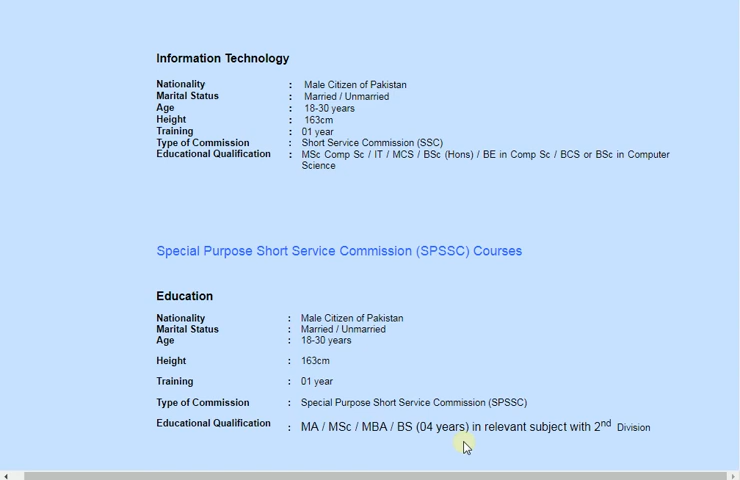 Information Technology
Nationality : Male Citizen of Pakistan
Marital Status : Married / Unmarried
Age : 18-30 years
Height : 163cm
Training : 01 year
Type of Commission : Short Service Commission (SSC)
Educational Qualification : MSc Comp Sc / IT / MCS / BSc (Hons) / BE in Comp Sc / BCS or BSc in Computer
Science
Special Purpose Short Service Commission (SPSSC) Courses
Education
Nationality : Male Citizen of Pakistan
Marital Status : Married / Unmarried
Age : 18-30 years
Height : 163cm
Training : 01 year
Type of Commission : Special Purpose Short Service Commission (SPSSC)
Educational Qualification : MA / MSc / MBA / BS (04 years) in relevant subject with 2nd Division